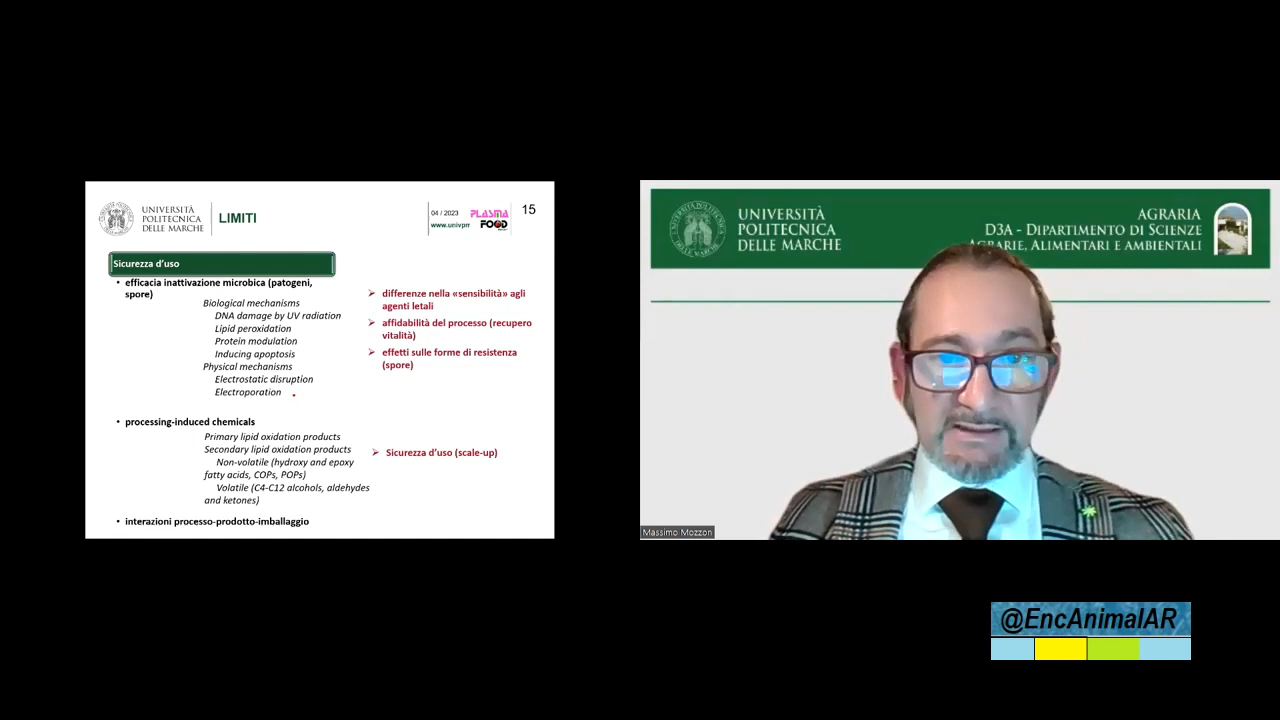 UNIVERSITÀ
POLITECNICA
DELLE MARCHE
LIMITI
04 / 2023
www.univpm
PLASMA
FOOD
15
Sicurezza d’uso
• efficacia inattivazione microbica (patogeni,
spore)
Biological mechanisms
DNA damage by UV radiation
Lipid peroxidation
Protein modulation
Inducing apoptosis
Physical mechanisms
Electrostatic disruption
Electroporation
➢ differenze nella «sensibilità» agli
agenti letali
➢ affidabilità del processo (recupero
vitalità)
➢ effetti sulle forme di resistenza
(spore)
• processing-induced chemicals
Primary lipid oxidation products
Secondary lipid oxidation products
Non-volatile (hydroxy and epoxy
fatty acids, COPs, POPs)
Volatile (C4-C12 alcohols, aldehydes
and ketones)
➢ Sicurezza d’uso (scale-up)
• interazioni processo-prodotto-imballaggio
UNIVERSITÀ
POLITECNICA
DELLE MARCHE
AGRARIA
D3A - DIPARTIMENTO DI SCIENZE
AGRARIE, ALIMENTARI E AMBIENTALI
Massimo Mozzon
@EncAnimalAR